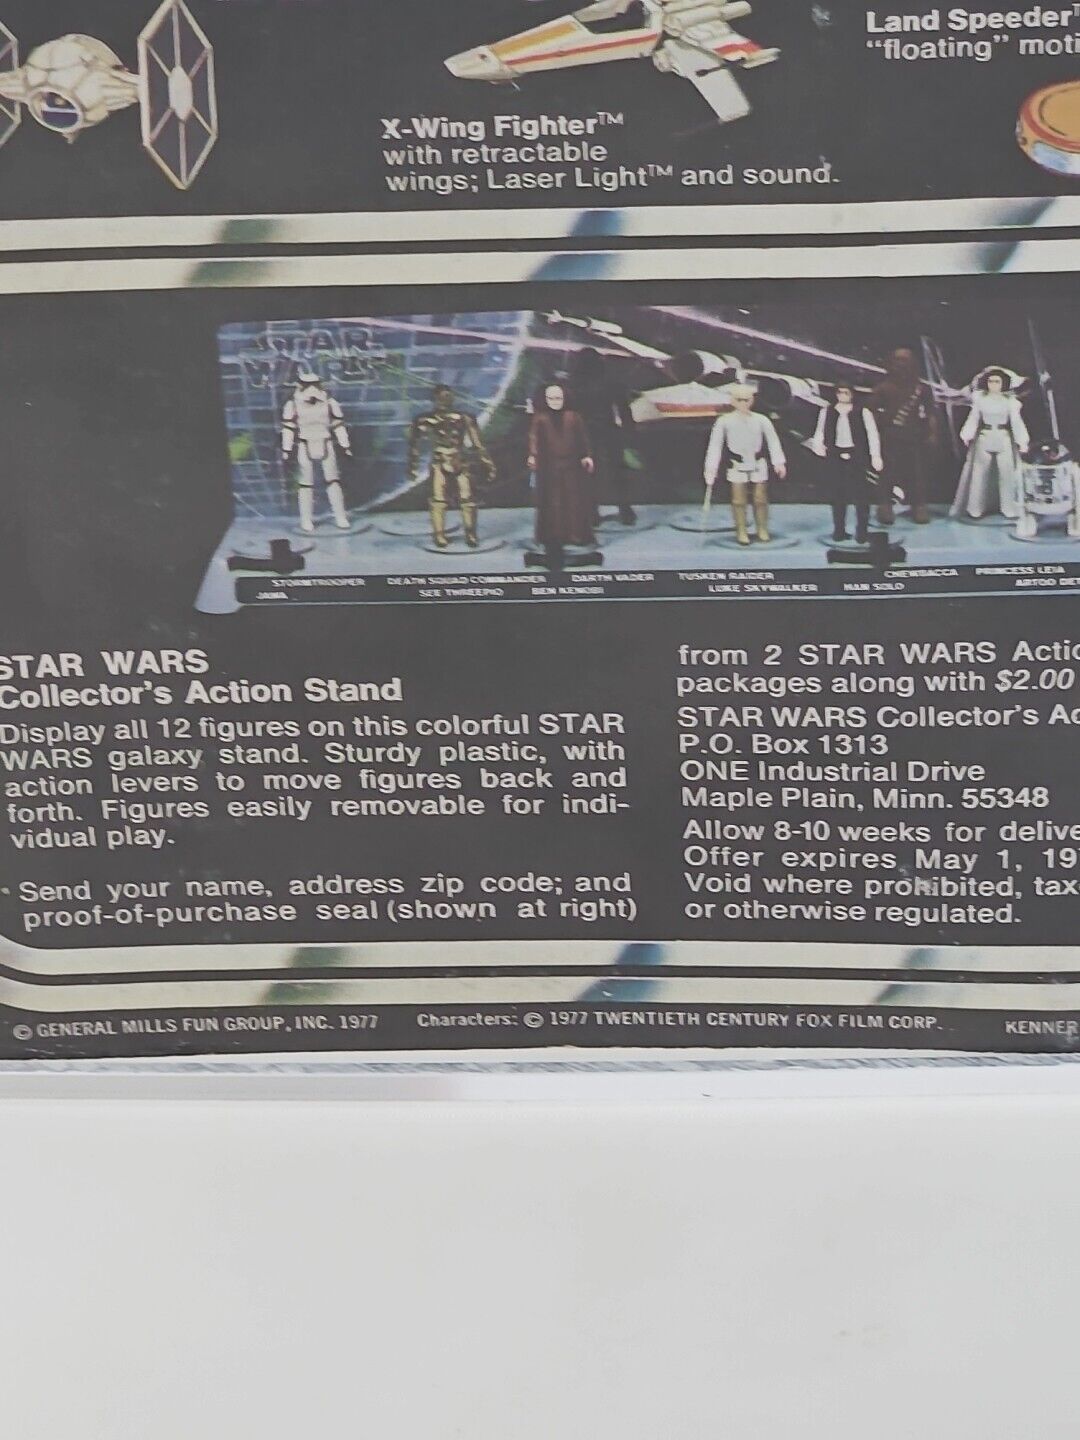 Land Speeder
"floating"
X-Wing Fighter™
with retractable
wings; Laser Light™ and sound.
STAR
WARS
STORMTROOPER DEATH SQUAD COMMANDER DARTH VADER TUSKEN RAIDER CHEWBACCA PRINCESS LEIA
JAWA SEE THREEPIO BEN KENOBI LUKE SKYWALKER HAN SOLO ARTOO
STAR WARS
Collector's Action Stand
Display all 12 figures on this colorful STAR
WARS galaxy stand. Sturdy plastic, with
action levers to move figures back and
forth. Figures easily removable for indi-
vidual play.
Send your name, address zip code; and
proof-of-purchase seal (shown at right)
from 2 STAR WARS
packages along with $2.00
STAR WARS Collector's
P.O. Box 1313
ONE Industrial Drive
Maple Plain, Minn. 55348
Allow 8-10 weeks for
Offer expires May 1,
Void where prohibited,
or otherwise regulated.
© GENERAL MILLS FUN GROUP, INC. 1977 Characters: © 1977 TWENTIETH CENTURY FOX FILM CORP. KENNER